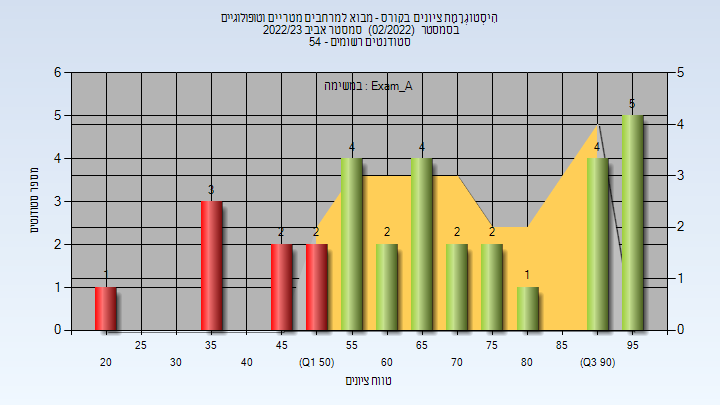 היִסְטוֹגְרָמַת ציונים בקורס - מבוא למרחבים מטריים וטופולוגיים
בסמסטר (02/2022) סמסטר אביב 2022/23
סטודנטים רשומים - 54
במשימה : Exam_A
מספר סטודנטים
6 5 4 3 2 1 0
5 4 3 2 1 0
1 3 2 2 4 2 4 2 2 1 4 5
25 35 45 55 65 75 85 95
20 30 40 (Q1 50) 60 70 80 (Q3 90)
טווח ציונים